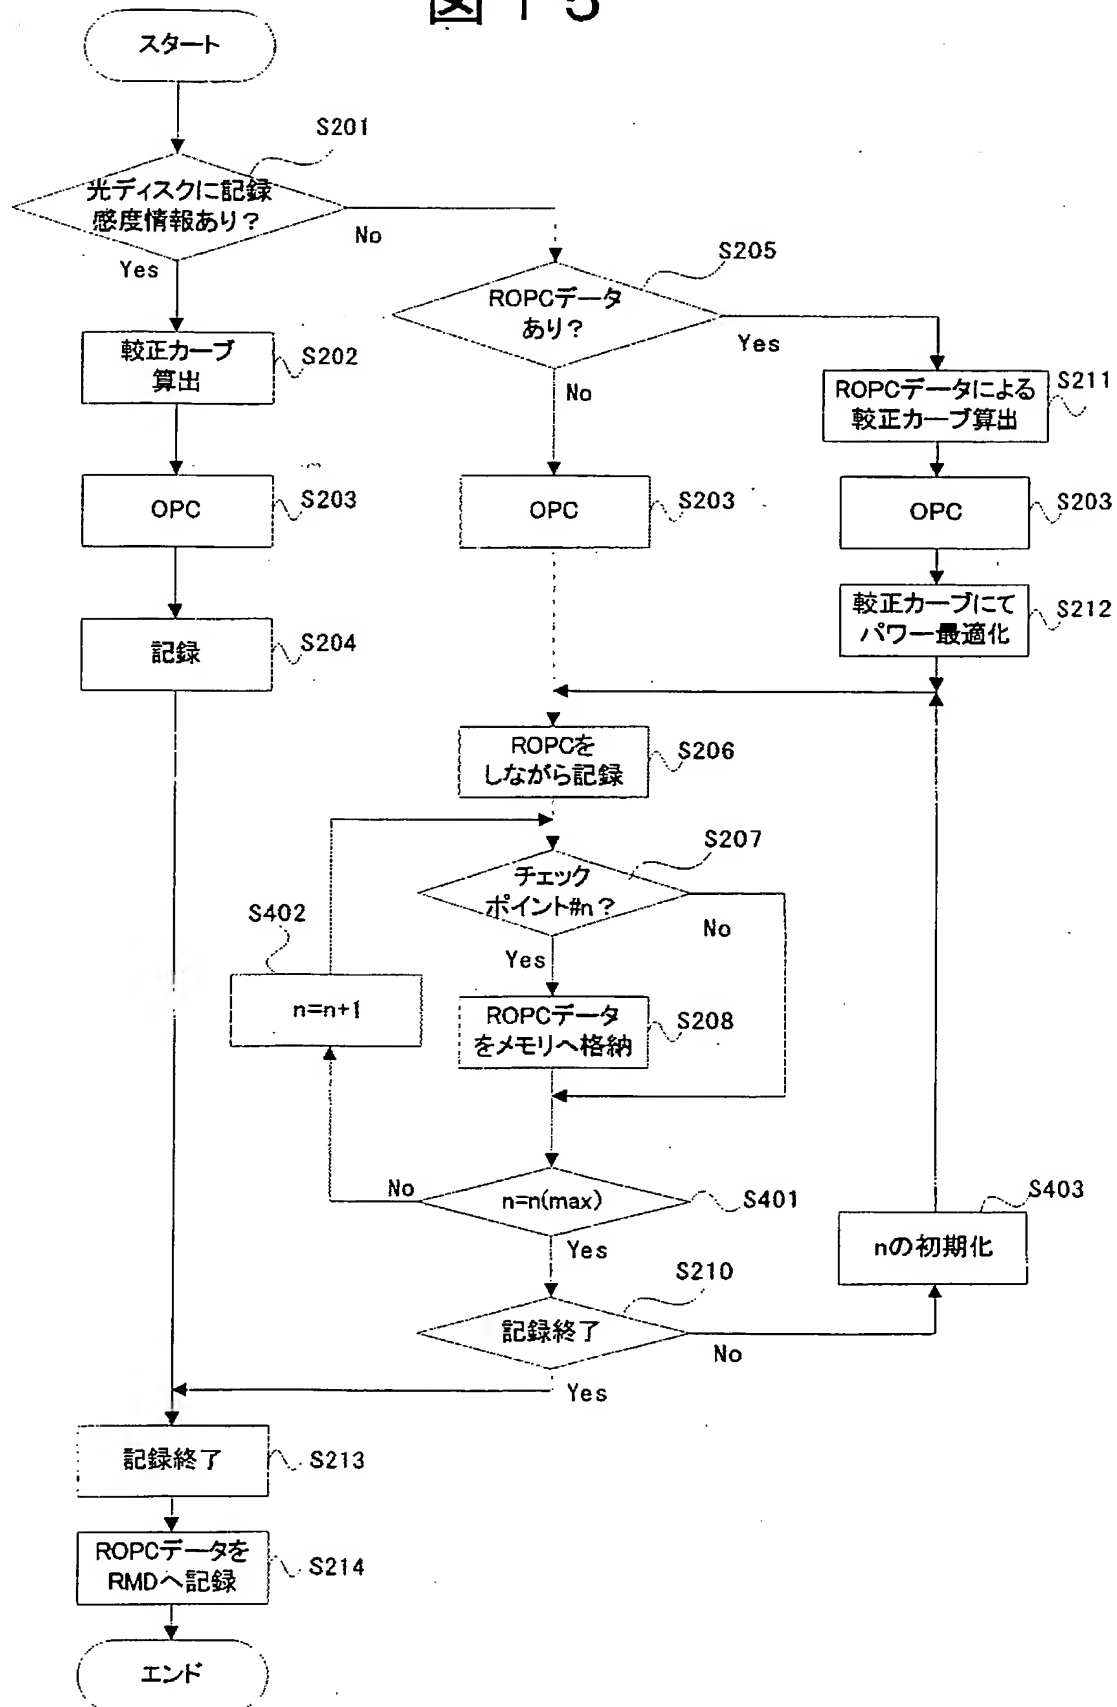 図15
スタート
S201
光ディスクに記録
感度情報あり?
No
Yes
S205
ROPCデータ
あり?
Yes
No
較正カーブ
算出
S202
S211
ROPCデータによる
較正カーブ算出
OPC
S203
OPC
S203
OPC
S203
記録
S204
較正カーブにて
パワー最適化
S212
ROPCを
しながら記録
S206
S207
チェック
ポイント#n?
No
Yes
S402
n=n+1
ROPCデータ
をメモリへ格納
S208
No
n=n(max)
S401
Yes
S403
nの初期化
S210
記録終了
No
Yes
記録終了
S213
ROPCデータを
RMDへ記録
S214
エンド